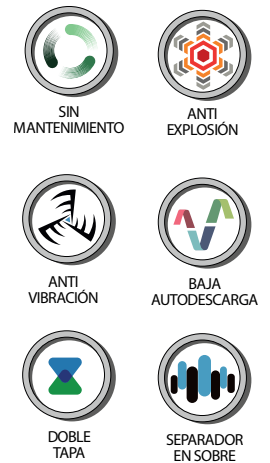 SIN
MANTENIMIENTO
ANTI
EXPLOSIÓN
ANTI
VIBRACIÓN
BAJA
AUTODESCARGA
DOBLE
TAPA
SEPARADOR
EN SOBRE